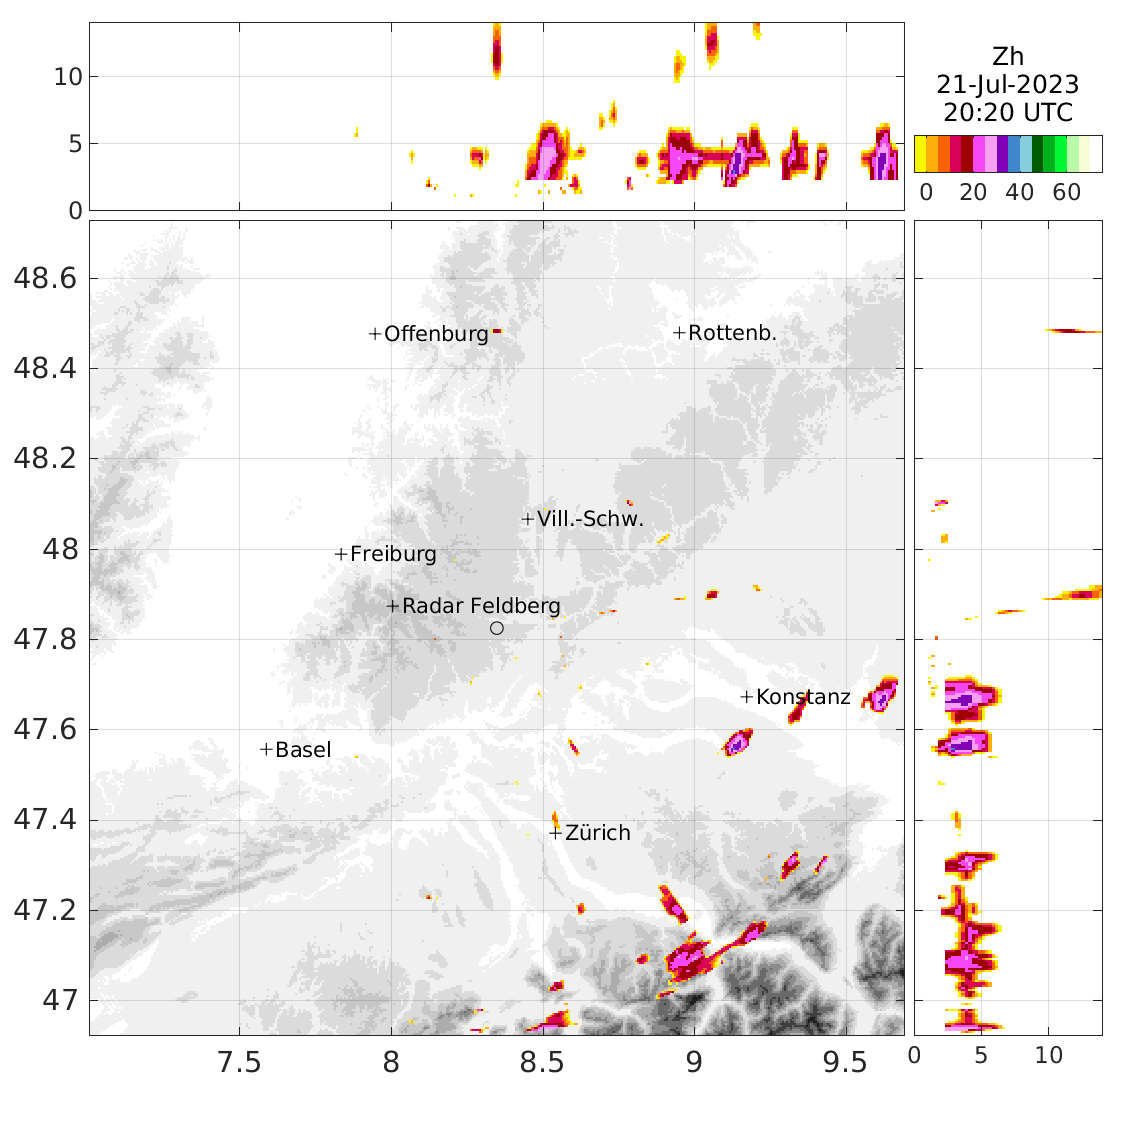 10
5
0
Zh
21-Jul-2023
20:20 UTC
0 20 40 60
48.6
48.4
48.2
48
47.8
47.6
47.4
47.2
47
Offenburg
Rottenb.
Vill.-Schw.
Freiburg
Radar Feldberg
Konstanz
Basel
Zürich
7.5 8 8.5 9 9.5
0 5 10